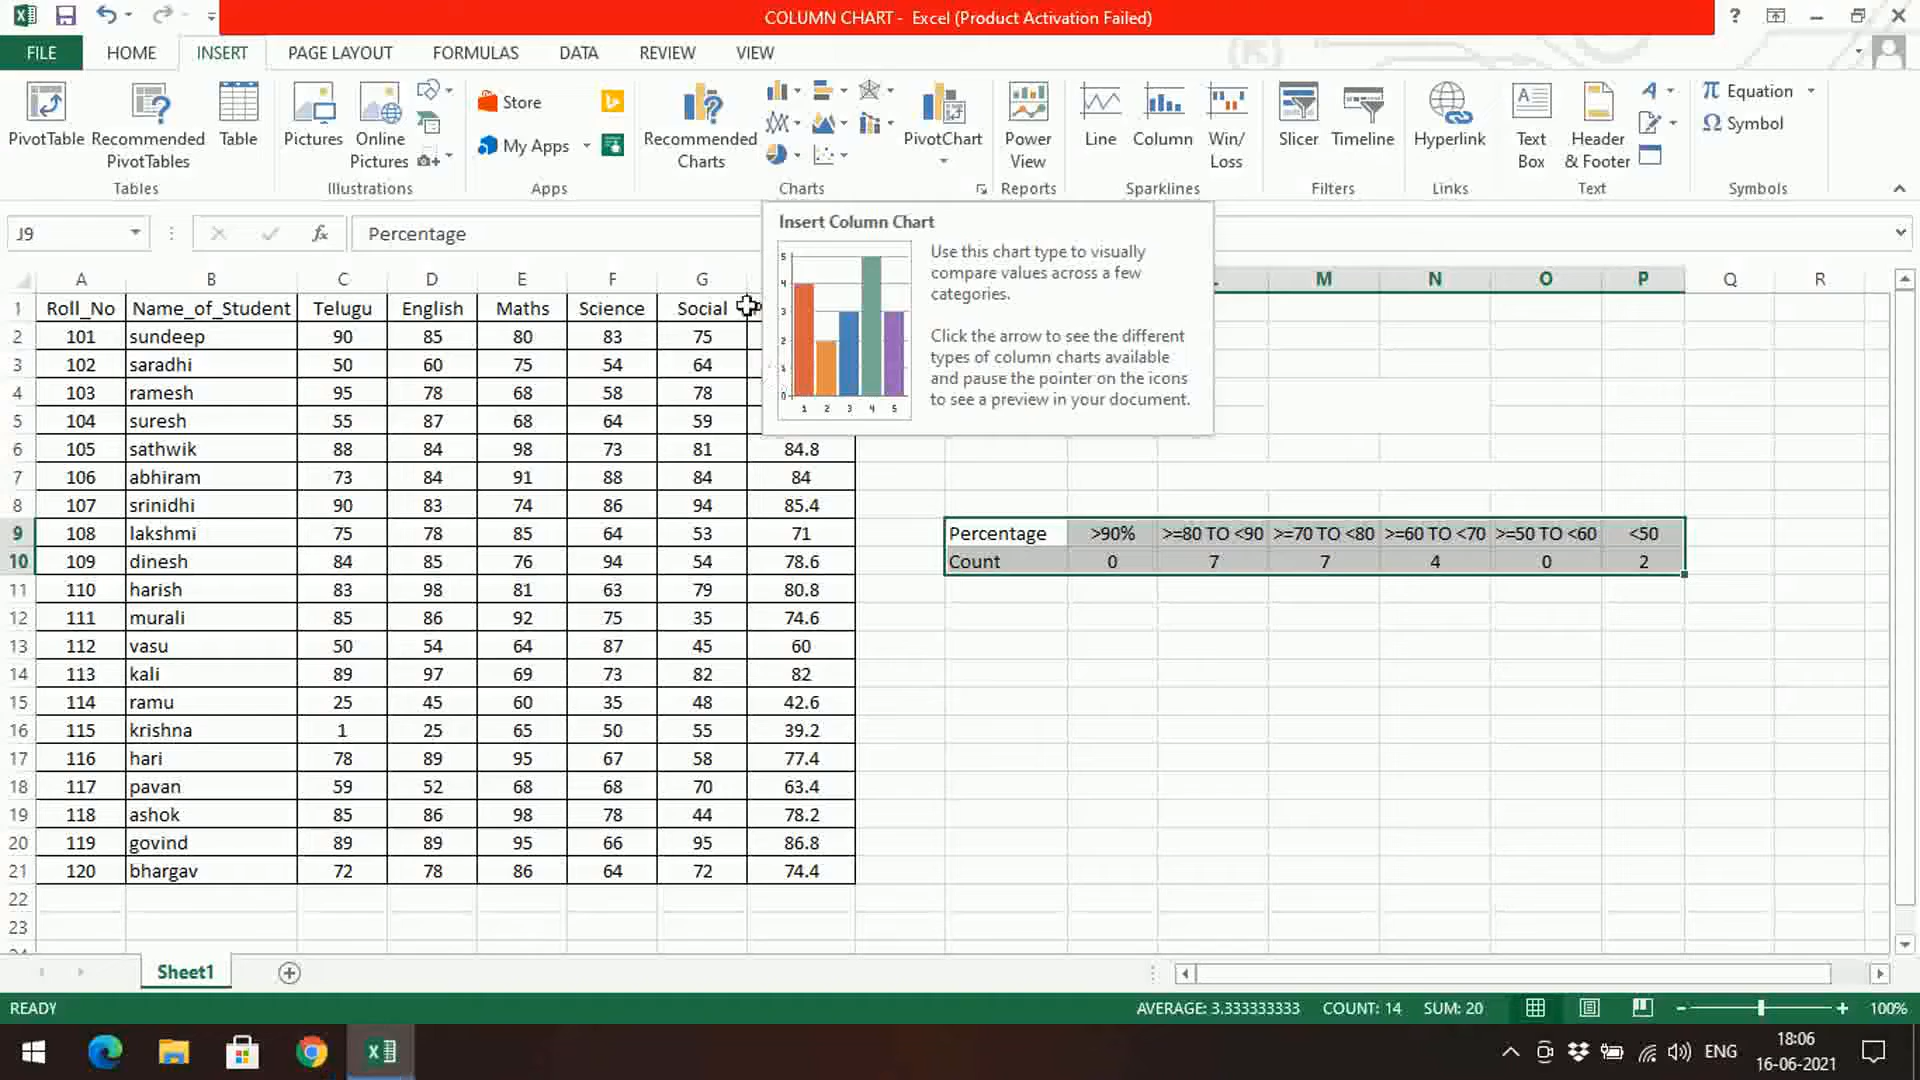 COLUMN CHART - Excel (Product Activation Failed)
FILE HOME INSERT PAGE LAYOUT FORMULAS DATA REVIEW VIEW
PivotTable
Recommended PivotTables
Table
Pictures
Online Pictures
Store
My Apps
Recommended Charts
PivotChart
Power View
Line
Column
Win/ Loss
Slicer
Timeline
Hyperlink
Text Box
Header & Footer
Equation
Symbol
Tables Illustrations Apps Charts Reports Sparklines Filters Links Text Symbols
J9 fx Percentage
Insert Column Chart
Use this chart type to visually
compare values across a few
categories.
Click the arrow to see the different
types of column charts available
and pause the pointer on the icons
to see a preview in your document.
5
4
3
2
1
0
1 2 3 4 5
A B C D E F G M N O P Q R
1 Roll_No Name_of_Student Telugu English Maths Science Social
2 101 sundeep 90 85 80 83 75
3 102 saradhi 50 60 75 54 64
4 103 ramesh 95 78 68 58 78
5 104 suresh 55 87 68 64 59
6 105 sathwik 88 84 98 73 81 84.8
7 106 abhiram 73 84 91 88 84 84
8 107 srinidhi 90 83 74 86 94 85.4
9 108 lakshmi 75 78 85 64 53 71 Percentage >90% >=80 TO <90 >=70 TO <80 >=60 TO <70 >=50 TO <60 <50
10 109 dinesh 84 85 76 94 54 78.6 Count 0 7 7 4 0 2
11 110 harish 83 98 81 63 79 80.8
12 111 murali 85 86 92 75 35 74.6
13 112 vasu 50 54 64 87 45 60
14 113 kali 89 97 69 73 82 82
15 114 ramu 25 45 60 35 48 42.6
16 115 krishna 1 25 65 50 55 39.2
17 116 hari 78 89 95 67 58 77.4
18 117 pavan 59 52 68 68 70 63.4
19 118 ashok 85 86 98 78 44 78.2
20 119 govind 89 89 95 66 95 86.8
21 120 bhargav 72 78 86 64 72 74.4
22
23
Sheet1
READY AVERAGE: 3.333333333 COUNT: 14 SUM: 20 100%
ENG
18:06
16-06-2021